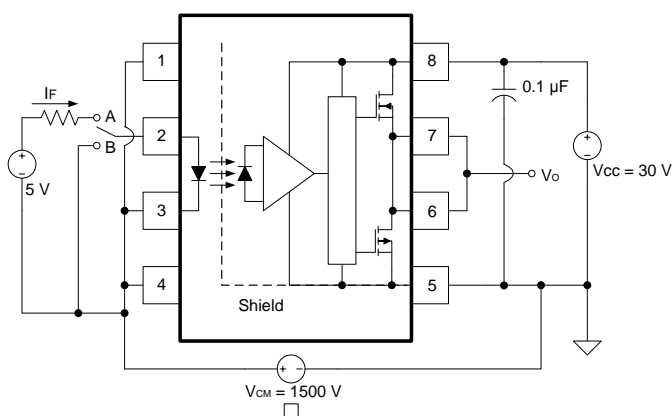 1
8
IF
A
0.1 µF
2
7
B
5 V
VO
VCC = 30 V
3
6
4
5
Shield
+ -
VCM = 1500 V